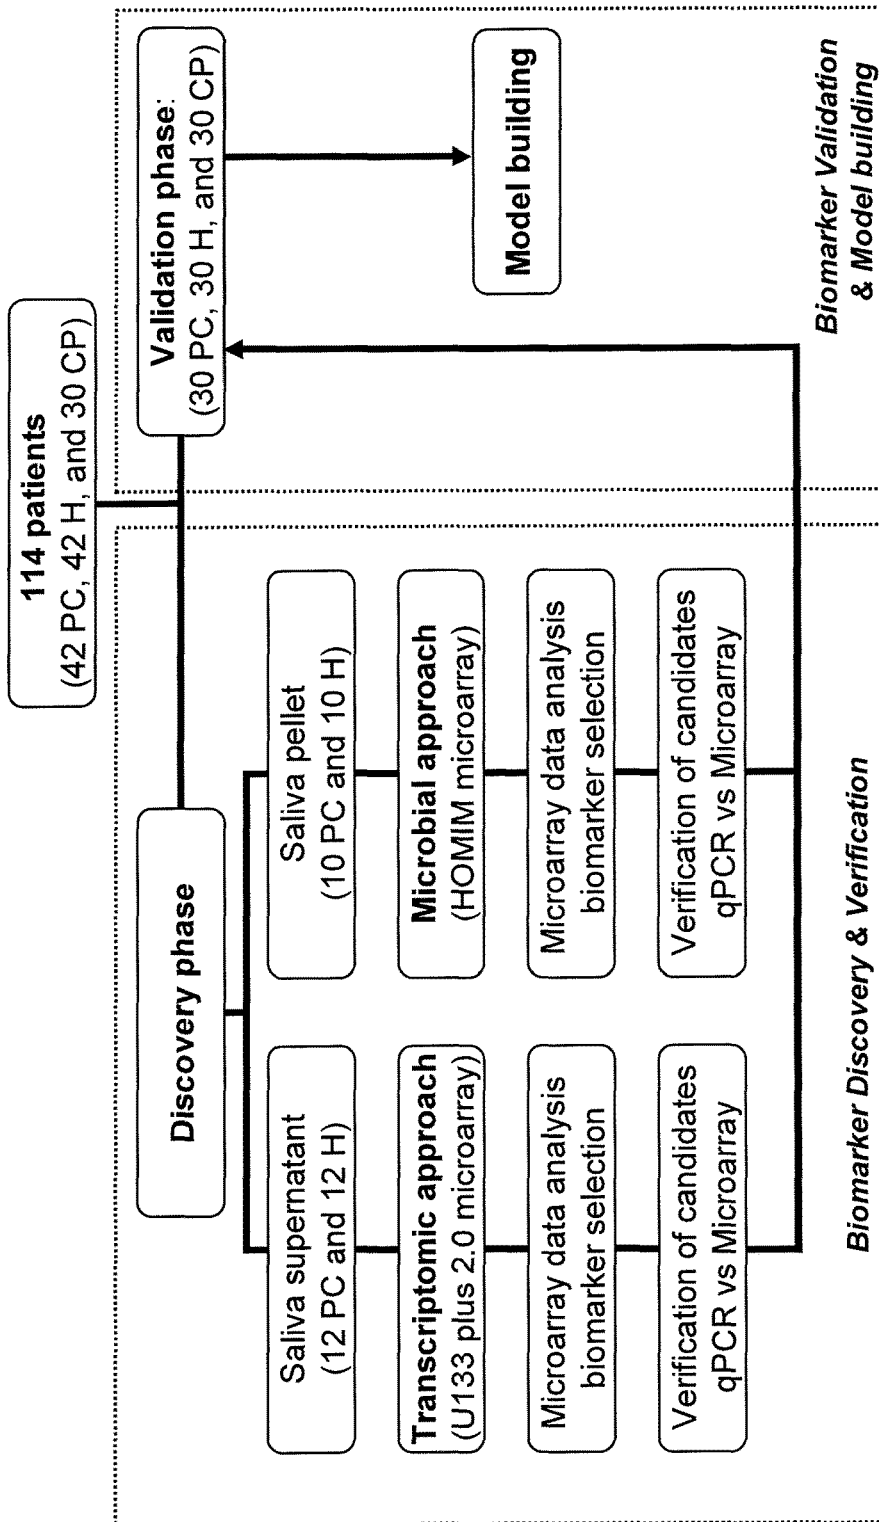 114 patients
(42 PC, 42 H, and 30 CP)
Discovery phase
Saliva supernatant
(12 PC and 12 H)
Transcriptomic approach
(U133 plus 2.0 microarray)
Microarray data analysis
biomarker selection
Verification of candidates
qPCR vs Microarray
Saliva pellet
(10 PC and 10 H)
Microbial approach
(HOMIM microarray)
Microarray data analysis
biomarker selection
Verification of candidates
qPCR vs Microarray
Biomarker Discovery & Verification
Validation phase:
(30 PC, 30 H, and 30 CP)
Model building
Biomarker Validation
& Model building